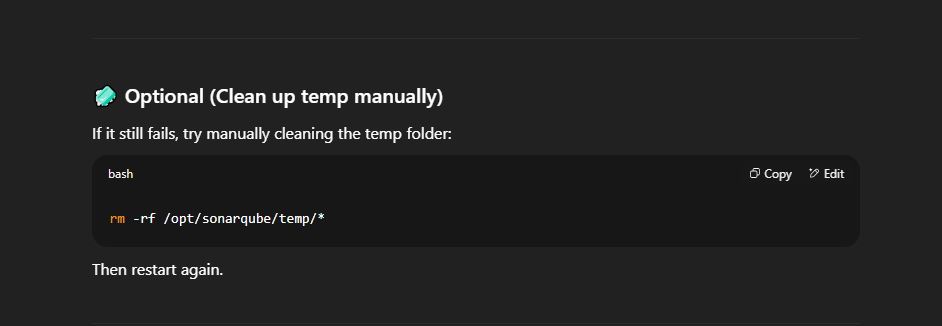 🧼 Optional (Clean up temp manually)
If it still fails, try manually cleaning the temp folder:
bash Copy Edit
rm -rf /opt/sonarqube/temp/*
Then restart again.